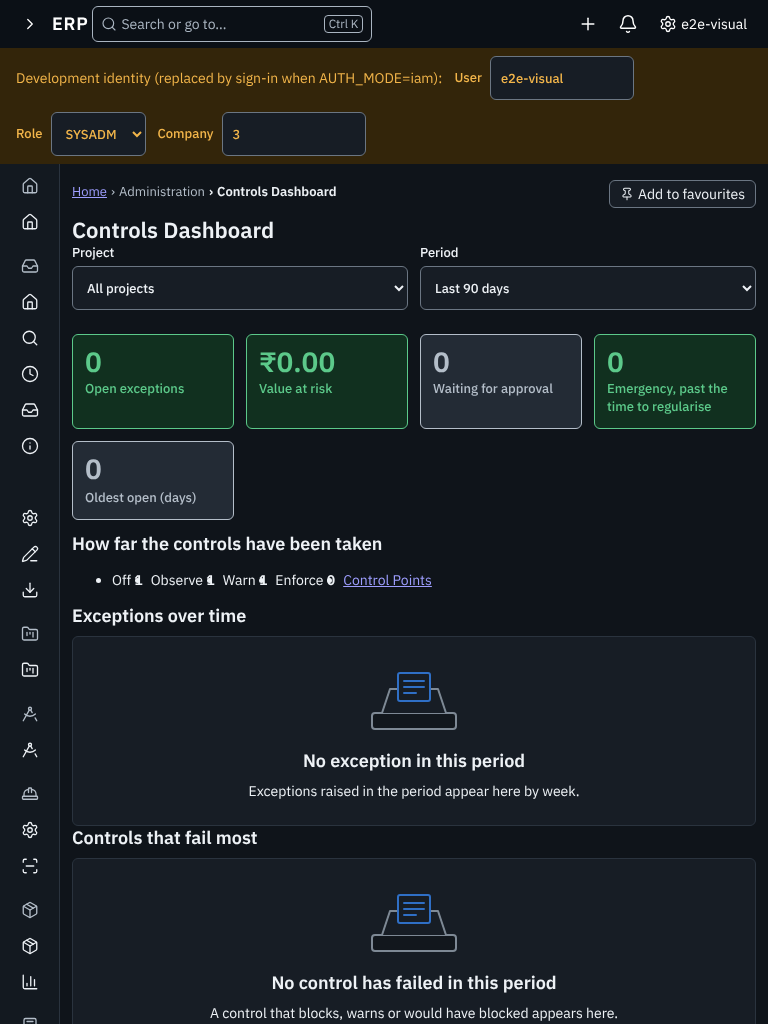 ERP
Search or go to...
Ctrl K
e2e-visual
Development identity (replaced by sign-in when AUTH_MODE=iam):
User
e2e-visual
Role
SYSADM
Company
3
Home › Administration › Controls Dashboard
Add to favourites
Controls Dashboard
Project
Period
All projects
Last 90 days
0
Open exceptions
₹0.00
Value at risk
0
Waiting for approval
0
Emergency, past the
time to regularise
0
Oldest open (days)
How far the controls have been taken
Off Observe Warn Enforce Control Points
Exceptions over time
No exception in this period
Exceptions raised in the period appear here by week.
Controls that fail most
No control has failed in this period
A control that blocks, warns or would have blocked appears here.